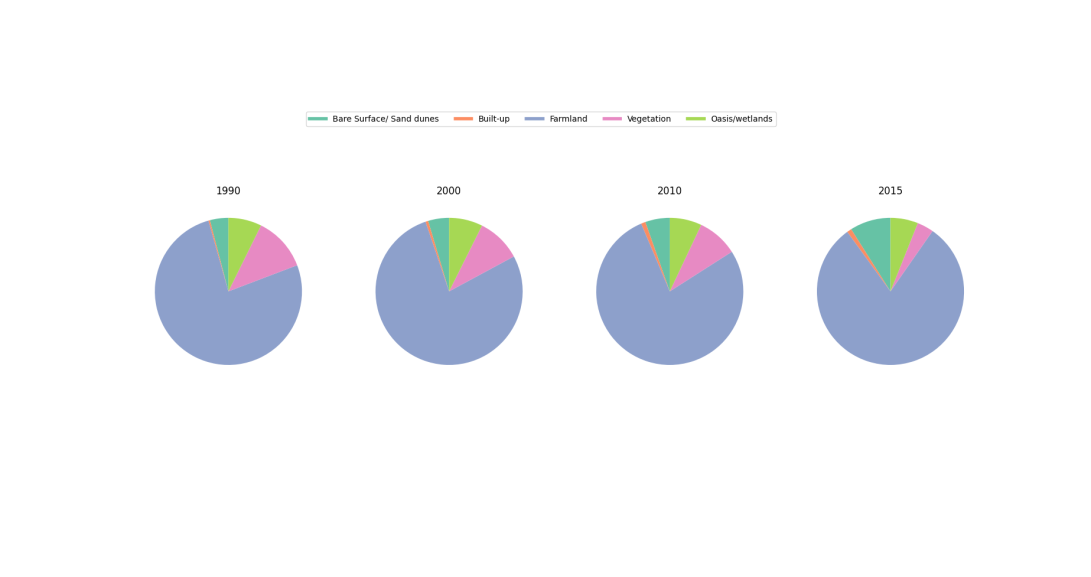 Bare Surface/ Sand dunes Built-up Farmland Vegetation Oasis/wetlands
1990 2000 2010 2015